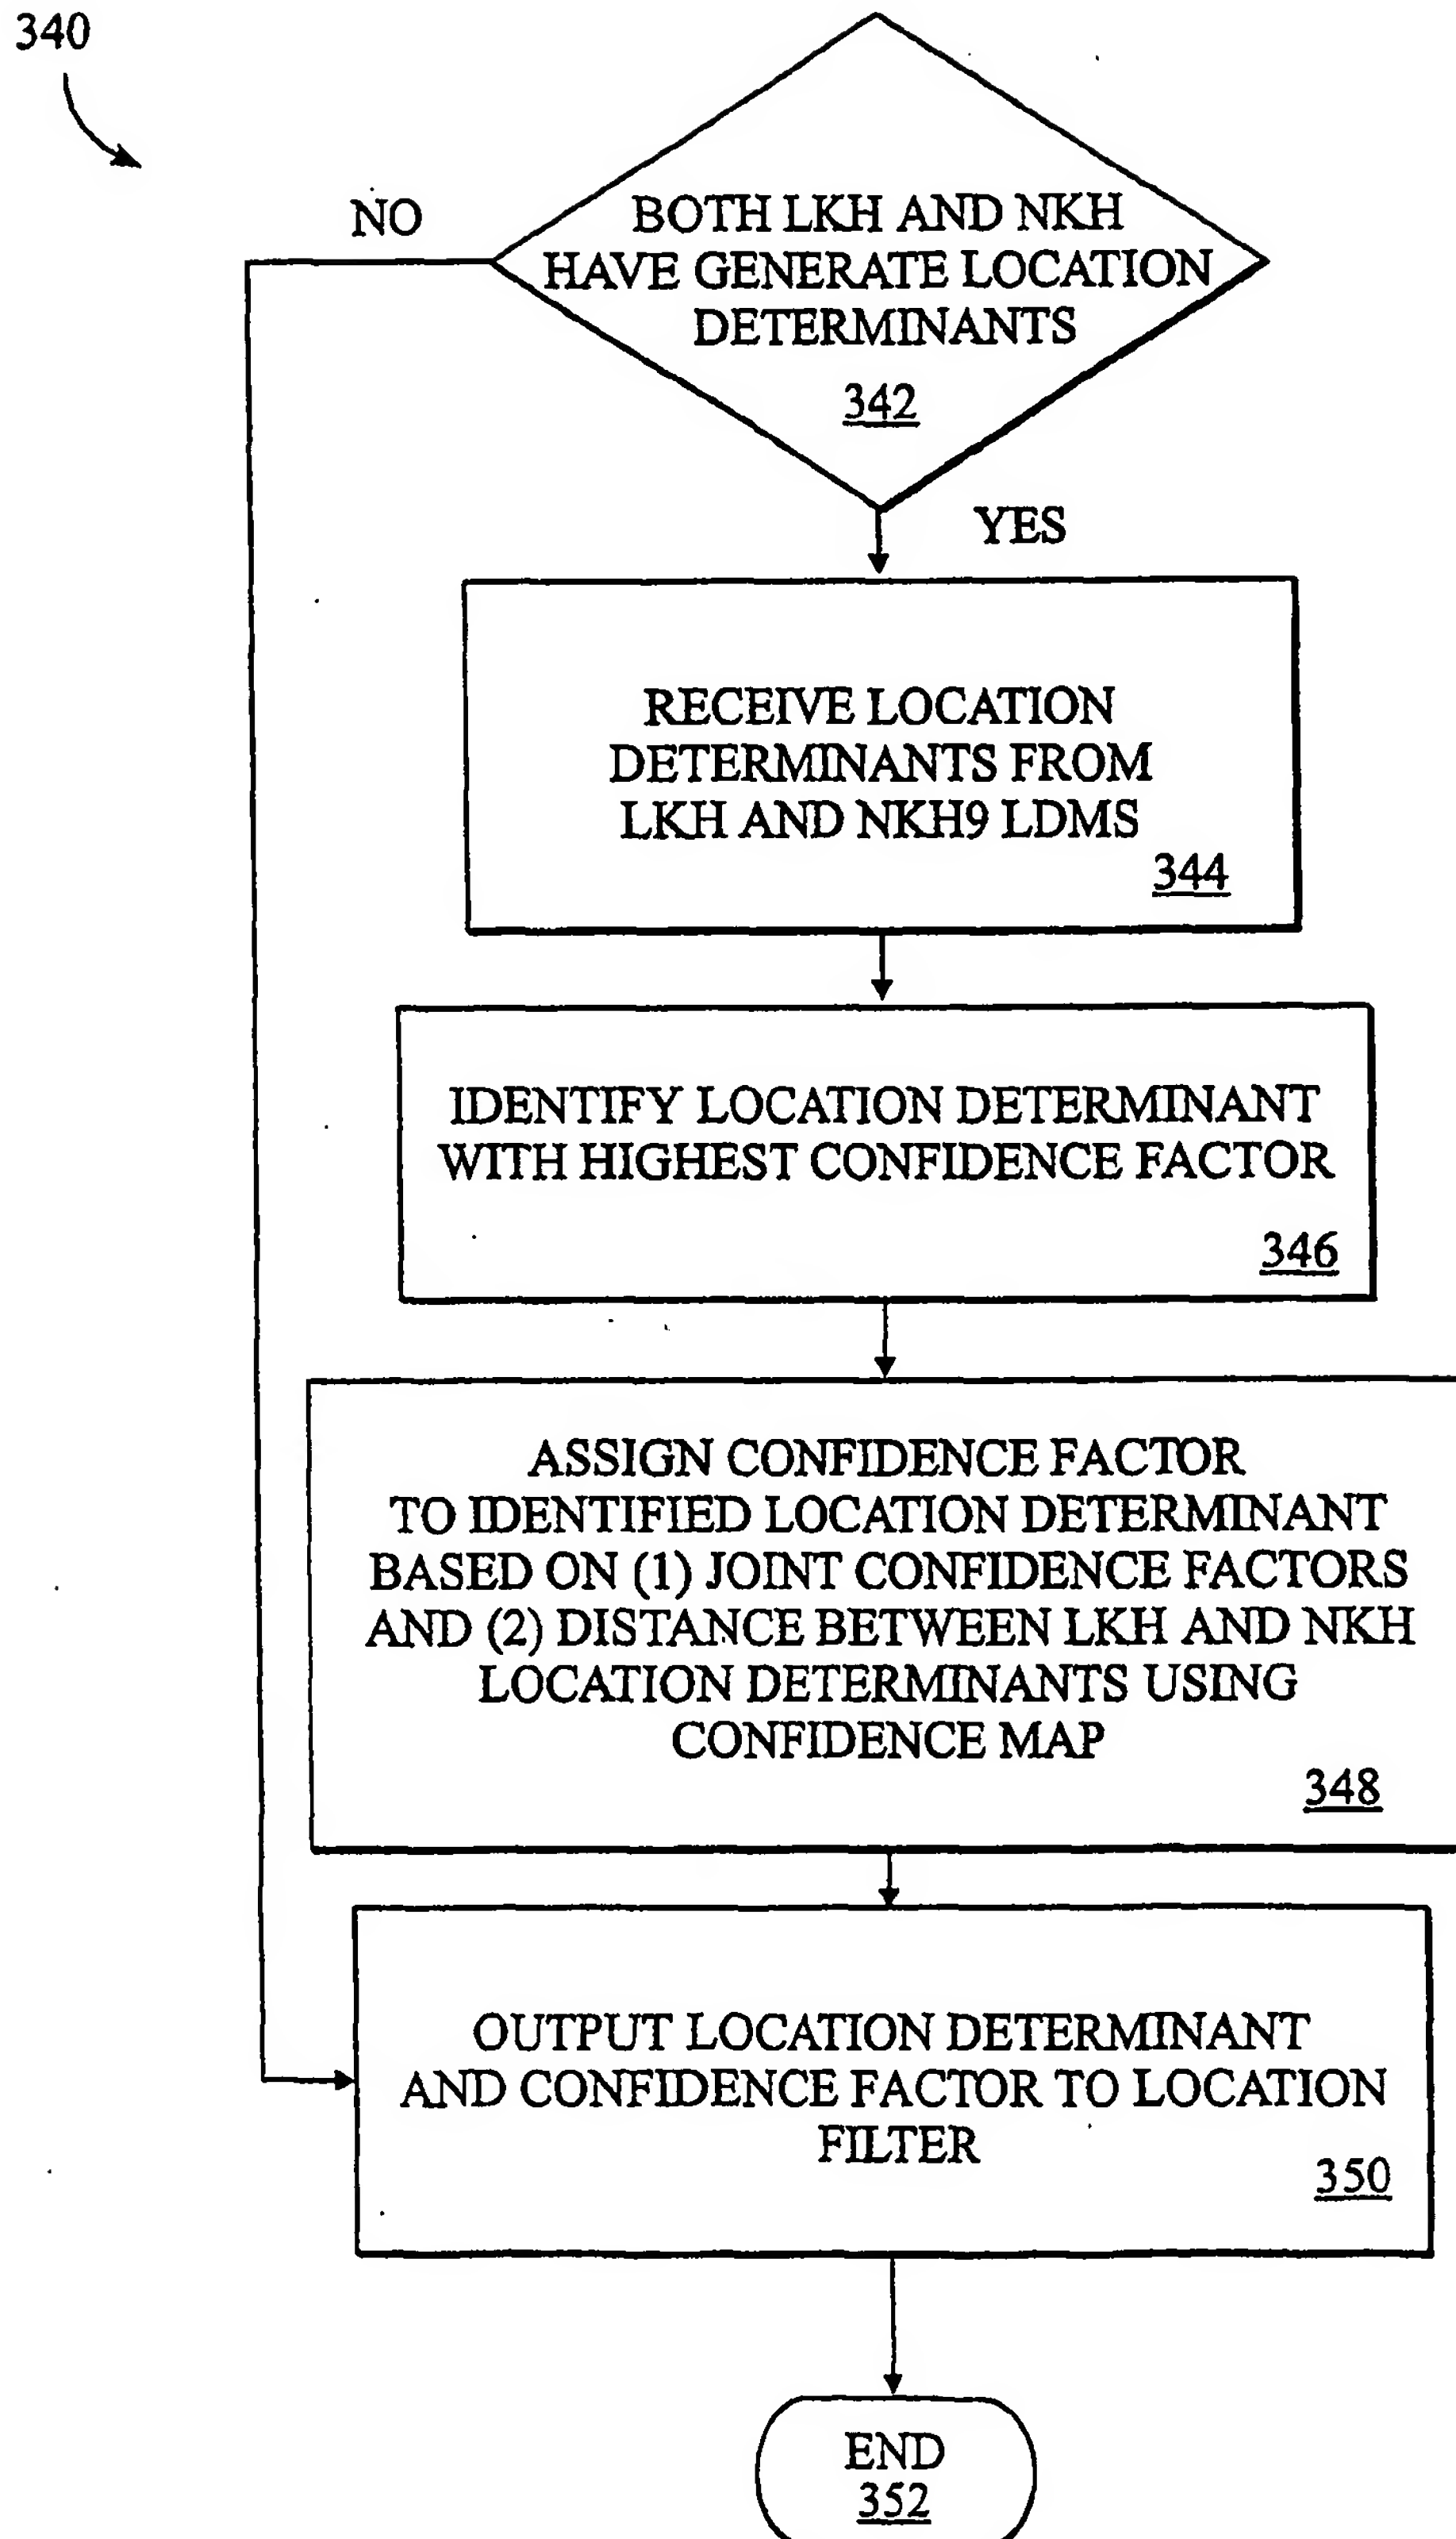 340
NO
BOTH LKH AND NKH
HAVE GENERATE LOCATION
DETERMINANTS
342
YES
RECEIVE LOCATION
DETERMINANTS FROM
LKH AND NKH9 LDMS
344
IDENTIFY LOCATION DETERMINANT
WITH HIGHEST CONFIDENCE FACTOR
346
ASSIGN CONFIDENCE FACTOR
TO IDENTIFIED LOCATION DETERMINANT
BASED ON (1) JOINT CONFIDENCE FACTORS
AND (2) DISTANCE BETWEEN LKH AND NKH
LOCATION DETERMINANTS USING
CONFIDENCE MAP
348
OUTPUT LOCATION DETERMINANT
AND CONFIDENCE FACTOR TO LOCATION
FILTER
350
END
352